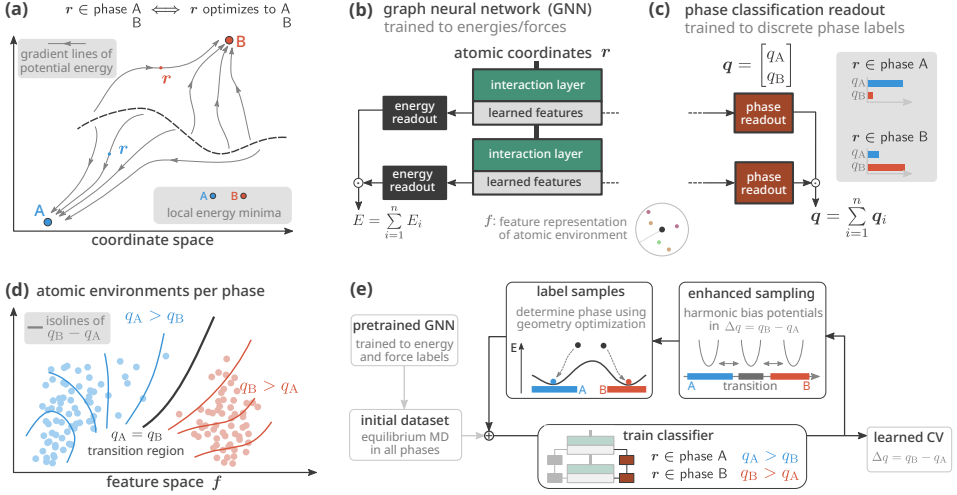 (a)
r ∈ phase A ⟺ r optimizes to A
B B
gradient lines of
potential energy
r
B
r
A
A B
local energy minima
coordinate space
(b) graph neural network (GNN)
trained to energies/forces
atomic coordinates r
interaction layer
energy
readout
learned features
interaction layer
energy
readout
learned features
E = ∑ E_i
n
i=1
f: feature representation
of atomic environment
(c) phase classification readout
trained to discrete phase labels
q = [q_A
q_B]
phase
readout
phase
readout
q = ∑ q_i
n
i=1
r ∈ phase A
q_A
q_B
r ∈ phase B
q_A
q_B
(d) atomic environments per phase
isolines of
q_B − q_A
q_A > q_B
q_B > q_A
q_A = q_B
transition region
feature space f
(e)
pretrained GNN
trained to energy
and force labels
initial dataset
equilibrium MD
in all phases
label samples
determine phase using
geometry optimization
E
A B
enhanced sampling
harmonic bias potentials
in Δq = q_B − q_A
A transition B
train classifier
r ∈ phase A q_A > q_B
r ∈ phase B q_B > q_A
learned CV
Δq = q_B − q_A